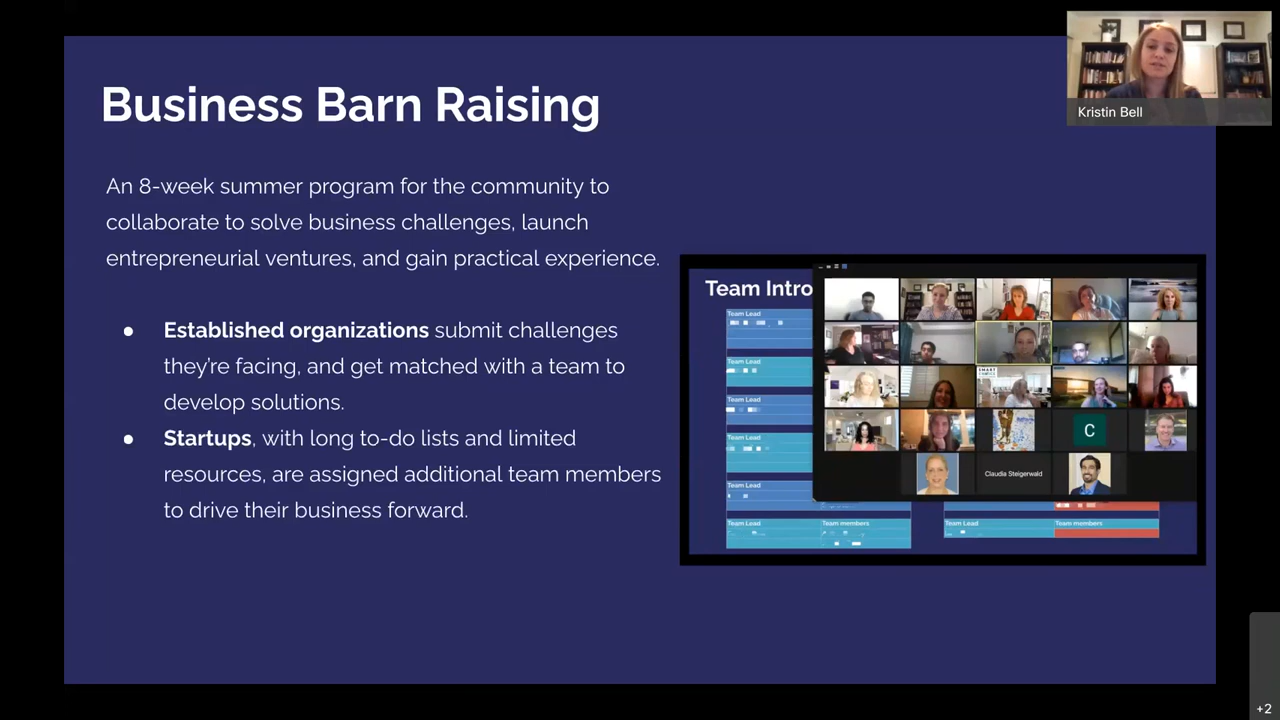 Business Barn Raising
Kristin Bell
An 8-week summer program for the community to
collaborate to solve business challenges, launch
entrepreneurial ventures, and gain practical experience.
● Established organizations submit challenges
they're facing, and get matched with a team to
develop solutions.
● Startups, with long to-do lists and limited
resources, are assigned additional team members
to drive their business forward.
Team Intro
Team Lead
Team Lead
Team Lead
Team Lead
Team Lead
Team Lead Team members
Team Lead Team members
SMART
C
Claudia Steigerwald
+2